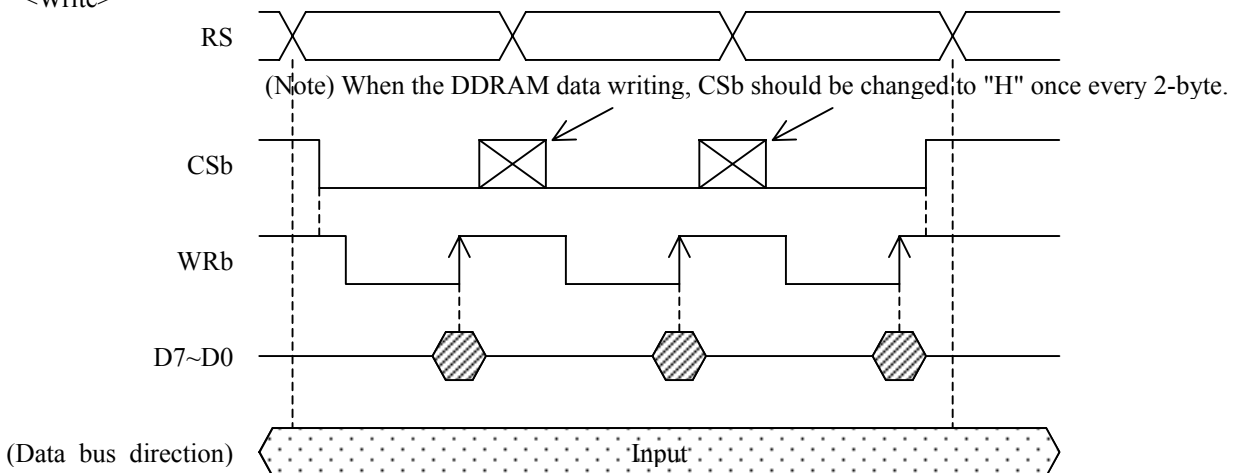 <Write>
RS
(Note) When the DDRAM data writing, CSb should be changed to "H" once every 2-byte.
CSb
WRb
D7~D0
(Data bus direction)
Input